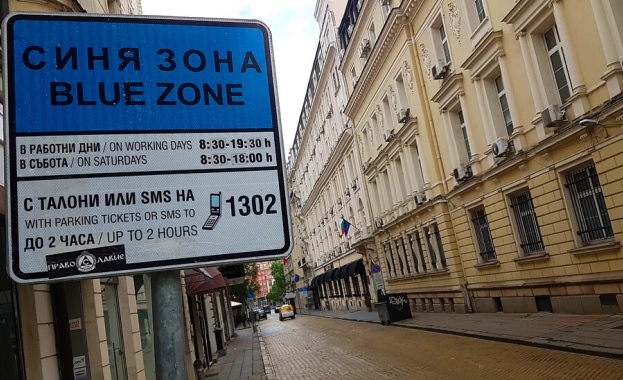 СИНЯ ЗОНА
BLUE ZONE
В РАБОТНИ ДНИ / ON WORKING DAYS 8:30-19:30 h
В СЪБОТА / ON SATURDAYS 8:30-18:00 h
С ТАЛОНИ ИЛИ SMS НА
WITH PARKING TICKETS OR SMS TO
1302
ДО 2 ЧАСА / UP TO 2 HOURS
ПРАВОСЛАВИЕ